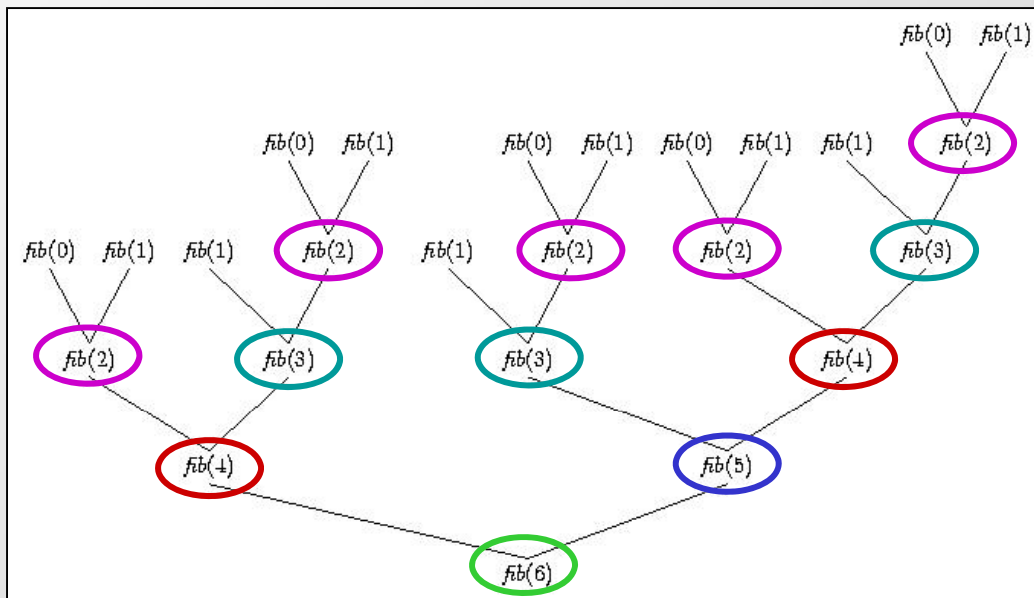 fib(0) fib(1)
fib(0) fib(1) fib(0) fib(1) fib(0) fib(1) fib(1) fib(2)
fib(0) fib(1) fib(1) fib(2) fib(1) fib(2) fib(2) fib(3)
fib(2) fib(3) fib(3) fib(4)
fib(4) fib(5)
fib(6)